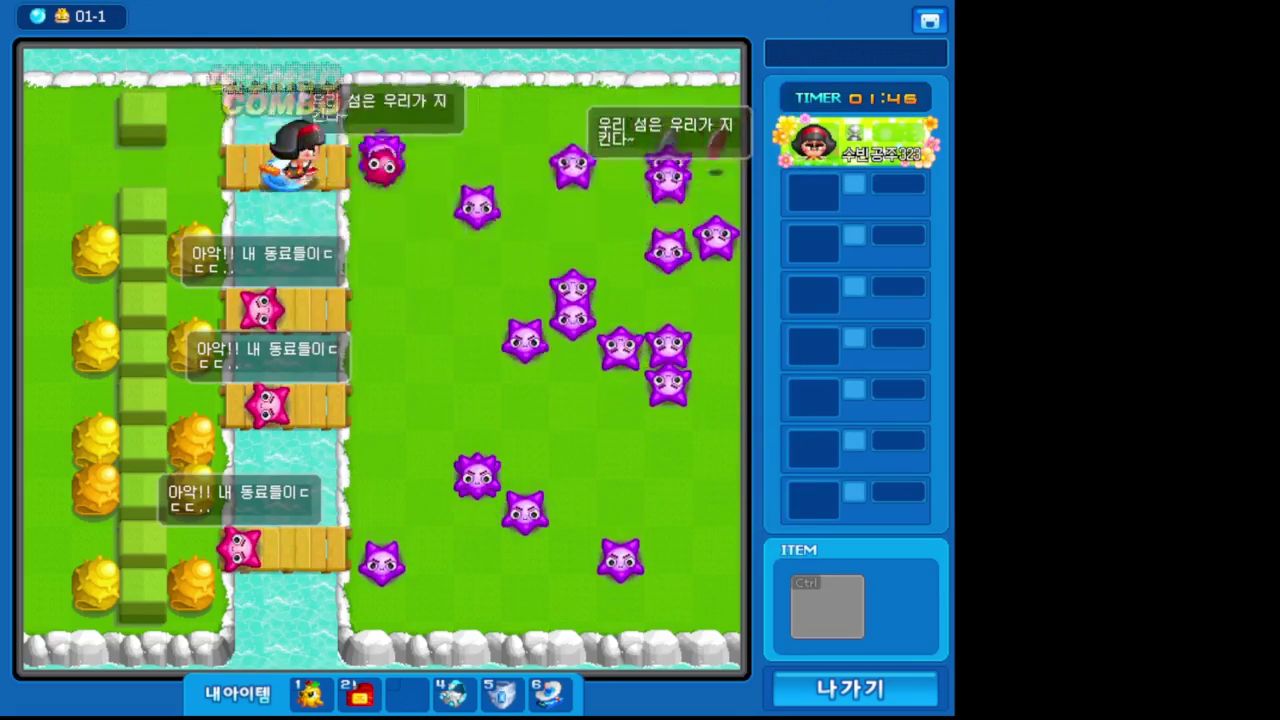 01-1
COMBO
우리 섬은 우리가 지
킨다~
우리 섬은 우리가 지
킨다~
TIMER 01:46
수빈공주323
아악!! 내 동료들이ㄷ
ㄷㄷ..
아악!! 내 동료들이ㄷ
ㄷㄷ..
아악!! 내 동료들이ㄷ
ㄷㄷ..
ITEM
Ctrl
내아이템
1
2
4
5
6
나가기